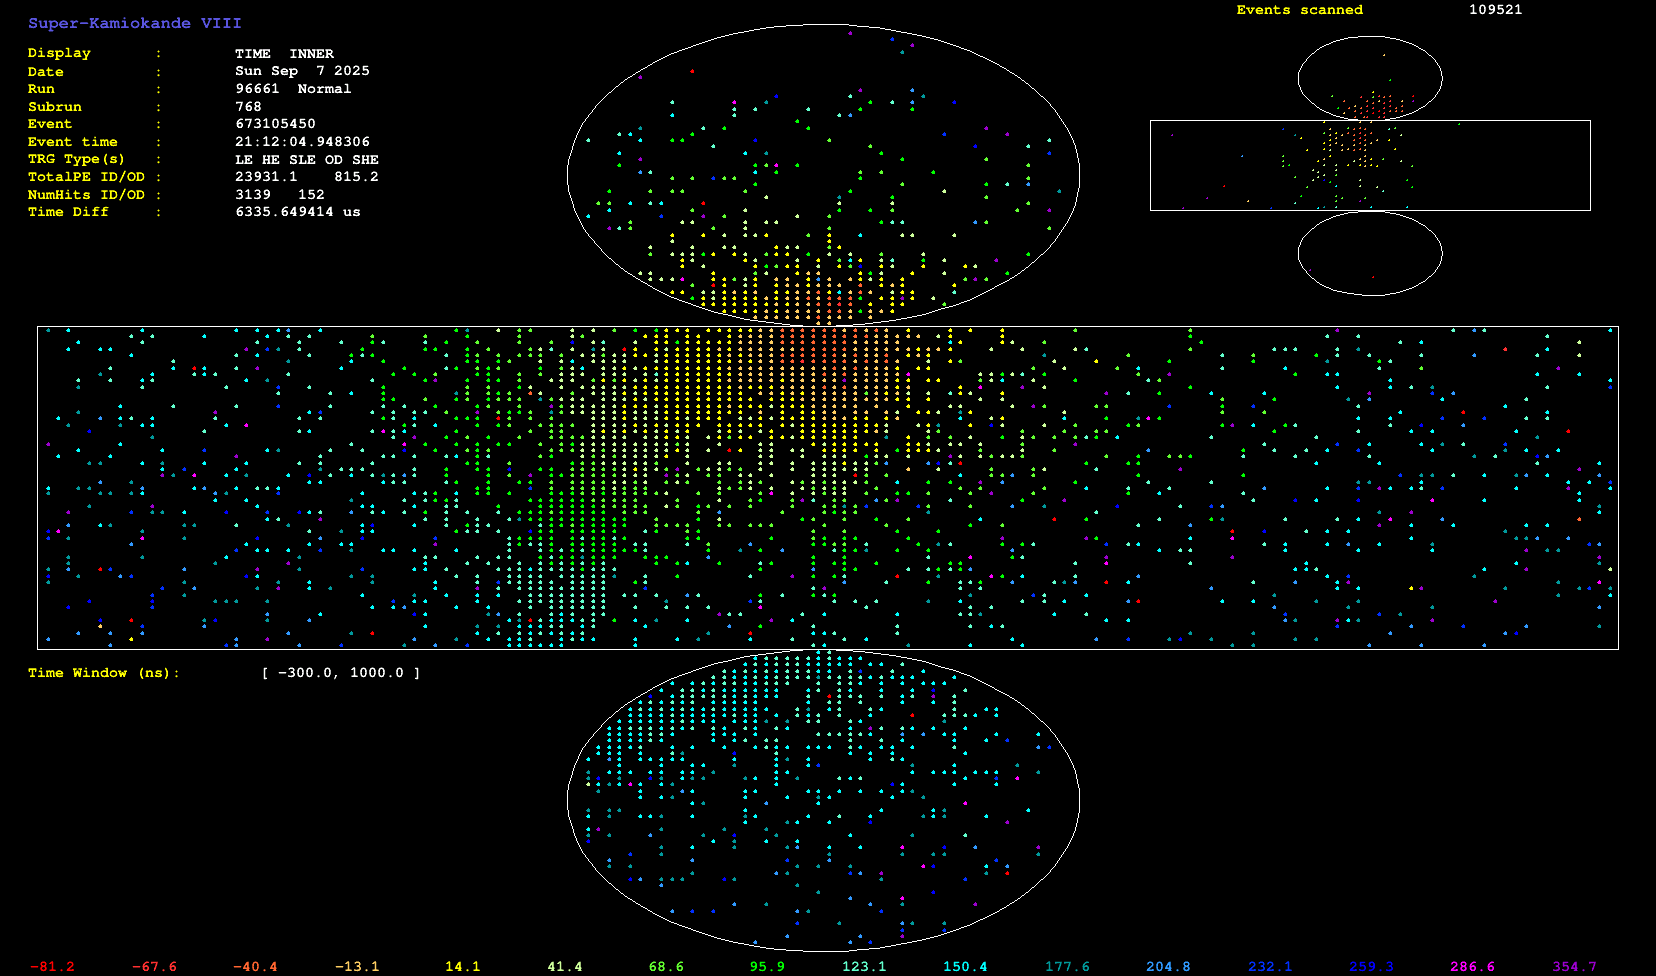 Super-Kamiokande VIII
Display : TIME INNER
Date : Sun Sep 7 2025
Run : 96661 Normal
Subrun : 768
Event : 673105450
Event time : 21:12:04.948306
TRG Type(s) : LE HE SLE OD SHE
TotalPE ID/OD : 23931.1 815.2
NumHits ID/OD : 3139 152
Time Diff : 6335.649414 us
Events scanned 109521
Time Window (ns): [ -300.0, 1000.0 ]
-81.2 -67.6 -40.4 -13.1 14.1 41.4 68.6 95.9 123.1 150.4 177.6 204.8 232.1 259.3 286.6 354.7